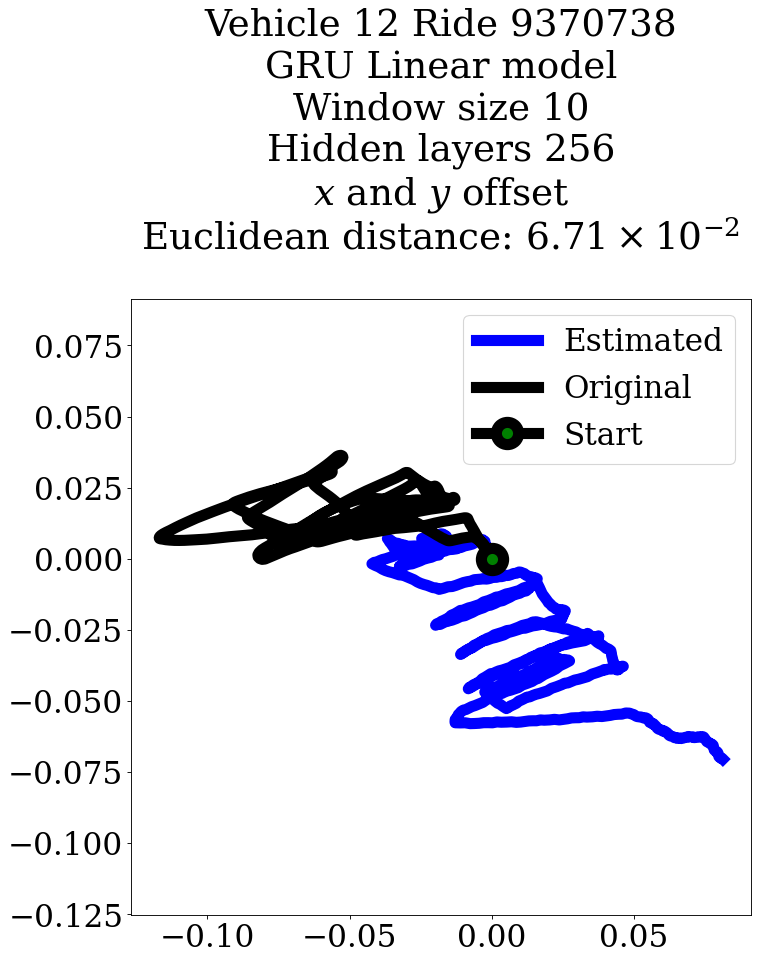 Vehicle 12 Ride 9370738
GRU Linear model
Window size 10
Hidden layers 256
x and y offset
Euclidean distance: 6.71 × 10⁻²
Estimated
Original
Start
0.075
0.050
0.025
0.000
−0.025
−0.050
−0.075
−0.100
−0.125
−0.10 −0.05 0.00 0.05